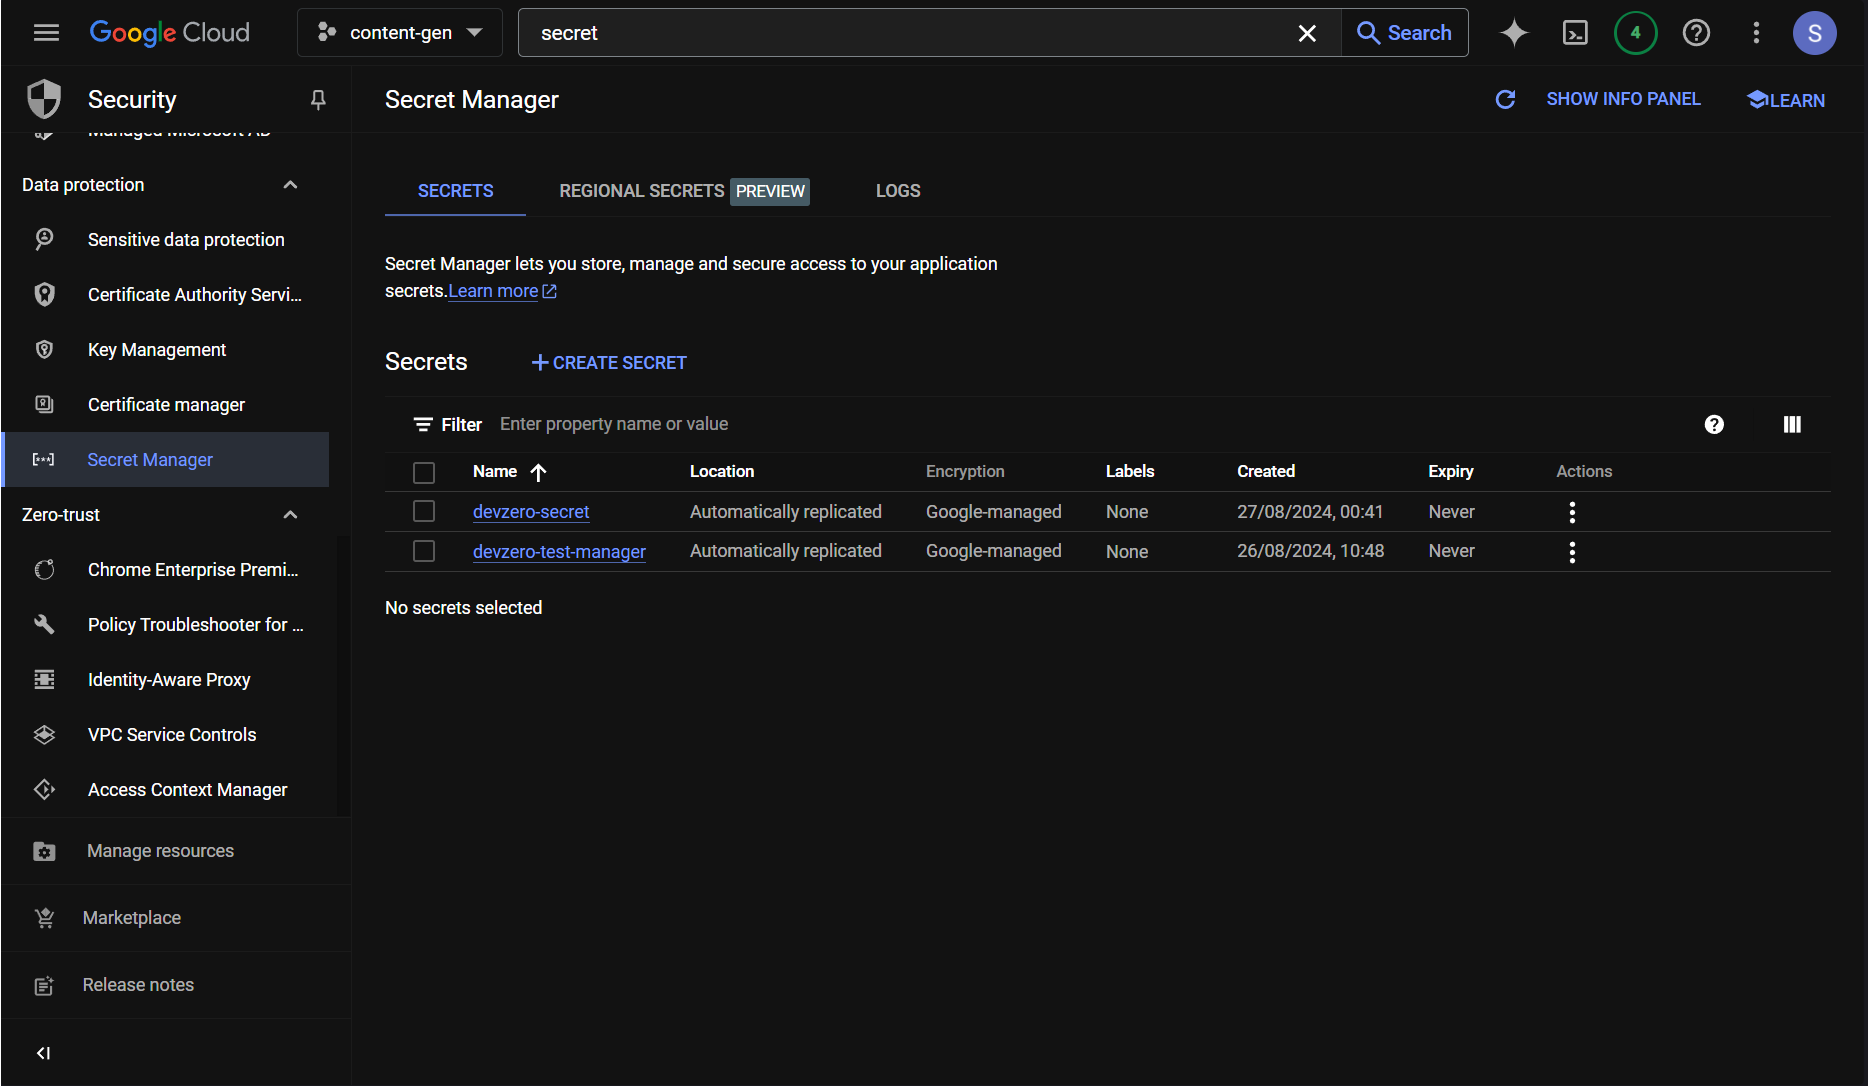 Google Cloud
content-gen
secret
Search
4
S
Security
Secret Manager
SHOW INFO PANEL
LEARN
Managed Microsoft AD
Data protection
Sensitive data protection
Certificate Authority Servi...
Key Management
Certificate manager
Secret Manager
Zero-trust
Chrome Enterprise Premi...
Policy Troubleshooter for ...
Identity-Aware Proxy
VPC Service Controls
Access Context Manager
Manage resources
Marketplace
Release notes
SECRETS
REGIONAL SECRETS PREVIEW
LOGS
Secret Manager lets you store, manage and secure access to your application
secrets. Learn more
Secrets
CREATE SECRET
Filter Enter property name or value
Name Location Encryption Labels Created Expiry Actions
devzero-secret Automatically replicated Google-managed None 27/08/2024, 00:41 Never
devzero-test-manager Automatically replicated Google-managed None 26/08/2024, 10:48 Never
No secrets selected